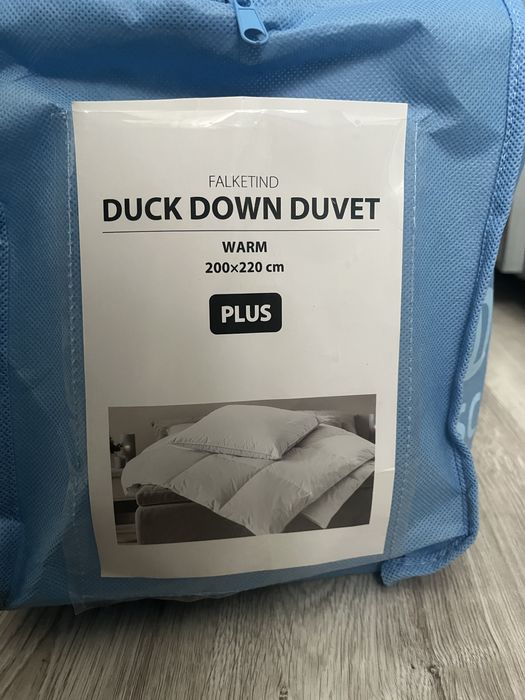 FALKETIND
DUCK DOWN DUVET
WARM
200×220 cm
PLUS